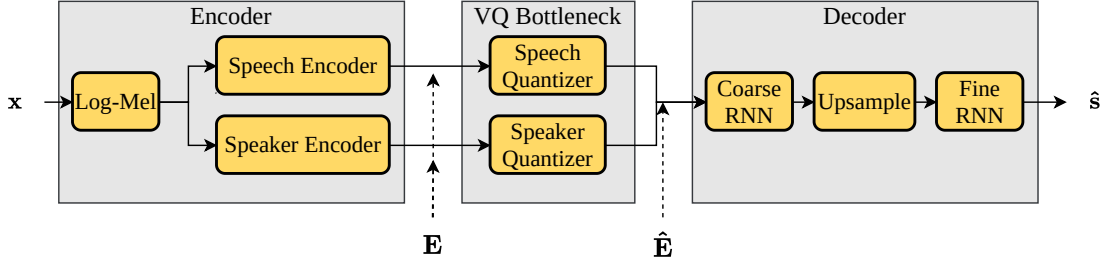 Encoder
VQ Bottleneck
Decoder
x
Log-Mel
Speech Encoder
Speaker Encoder
Speech
Quantizer
Speaker
Quantizer
Coarse
RNN
Upsample
Fine
RNN
ŝ
E
Ê